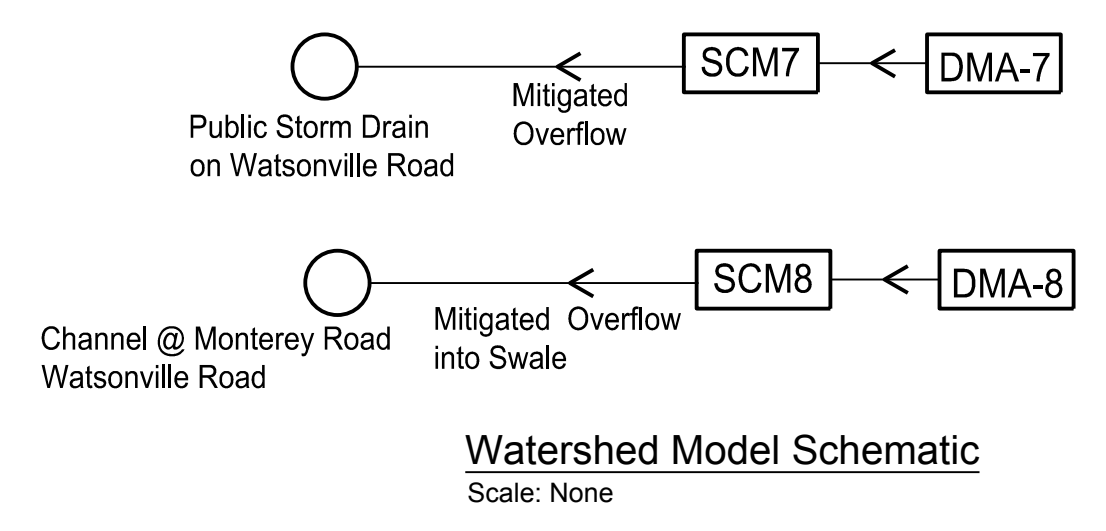 SCM7
DMA-7
Mitigated
Overflow
Public Storm Drain
on Watsonville Road
SCM8
DMA-8
Mitigated Overflow
into Swale
Channel @ Monterey Road
Watsonville Road
Watershed Model Schematic
Scale: None